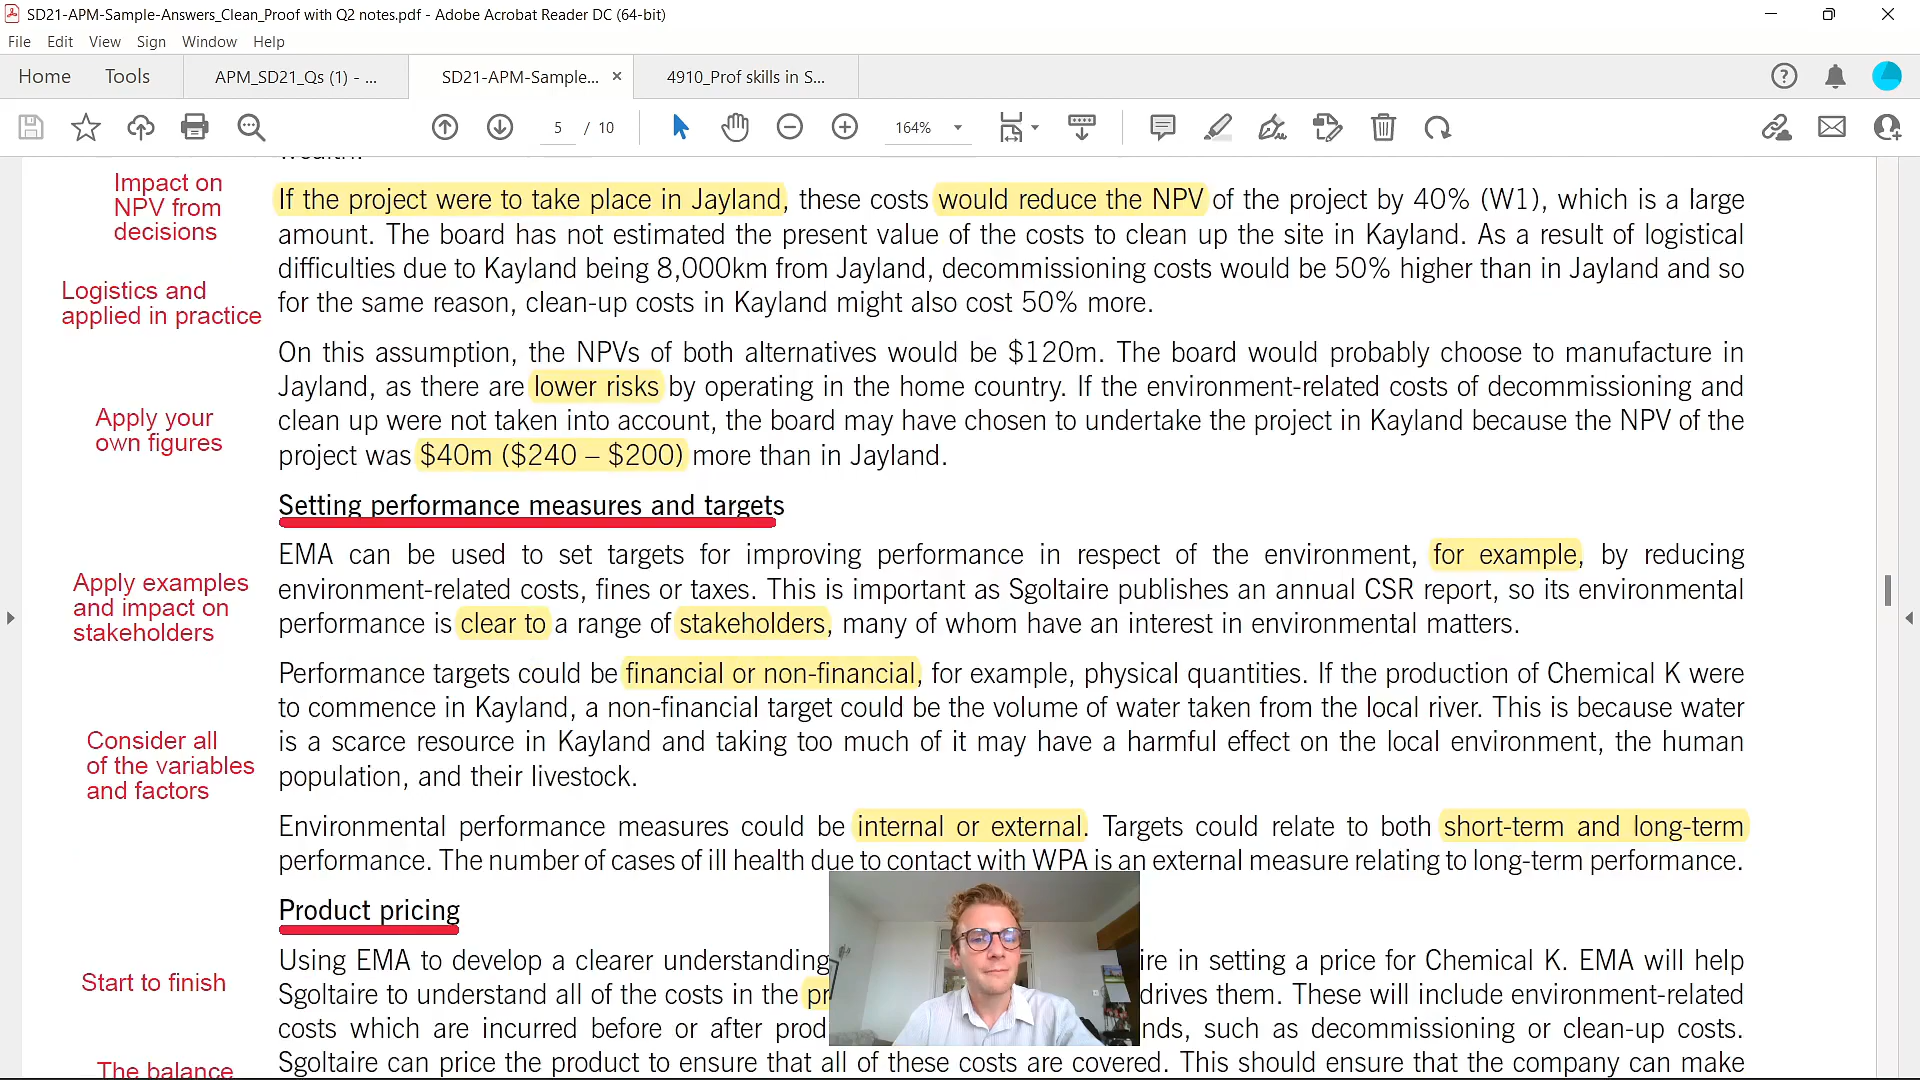 SD21-APM-Sample-Answers_Clean_Proof with Q2 notes.pdf - Adobe Acrobat Reader DC (64-bit)
File Edit View Sign Window Help
Home Tools APM_SD21_Qs (1) - ... SD21-APM-Sample... × 4910_Prof skills in S...
5 / 10 164%
Impact on
NPV from
decisions
If the project were to take place in Jayland, these costs would reduce the NPV of the project by 40% (W1), which is a large
amount. The board has not estimated the present value of the costs to clean up the site in Kayland. As a result of logistical
difficulties due to Kayland being 8,000km from Jayland, decommissioning costs would be 50% higher than in Jayland and so
for the same reason, clean-up costs in Kayland might also cost 50% more.
Logistics and
applied in practice
On this assumption, the NPVs of both alternatives would be $120m. The board would probably choose to manufacture in
Jayland, as there are lower risks by operating in the home country. If the environment-related costs of decommissioning and
clean up were not taken into account, the board may have chosen to undertake the project in Kayland because the NPV of the
project was $40m ($240 – $200) more than in Jayland.
Apply your
own figures
Setting performance measures and targets
EMA can be used to set targets for improving performance in respect of the environment, for example, by reducing
environment-related costs, fines or taxes. This is important as Sgoltaire publishes an annual CSR report, so its environmental
performance is clear to a range of stakeholders, many of whom have an interest in environmental matters.
Apply examples
and impact on
stakeholders
Performance targets could be financial or non-financial, for example, physical quantities. If the production of Chemical K were
to commence in Kayland, a non-financial target could be the volume of water taken from the local river. This is because water
is a scarce resource in Kayland and taking too much of it may have a harmful effect on the local environment, the human
population, and their livestock.
Consider all
of the variables
and factors
Environmental performance measures could be internal or external. Targets could relate to both short-term and long-term
performance. The number of cases of ill health due to contact with WPA is an external measure relating to long-term performance.
Product pricing
Using EMA to develop a clearer understanding ire in setting a price for Chemical K. EMA will help
Sgoltaire to understand all of the costs in the pr drives them. These will include environment-related
costs which are incurred before or after prod nds, such as decommissioning or clean-up costs.
Sgoltaire can price the product to ensure that all of these costs are covered. This should ensure that the company can make
Start to finish
The balance